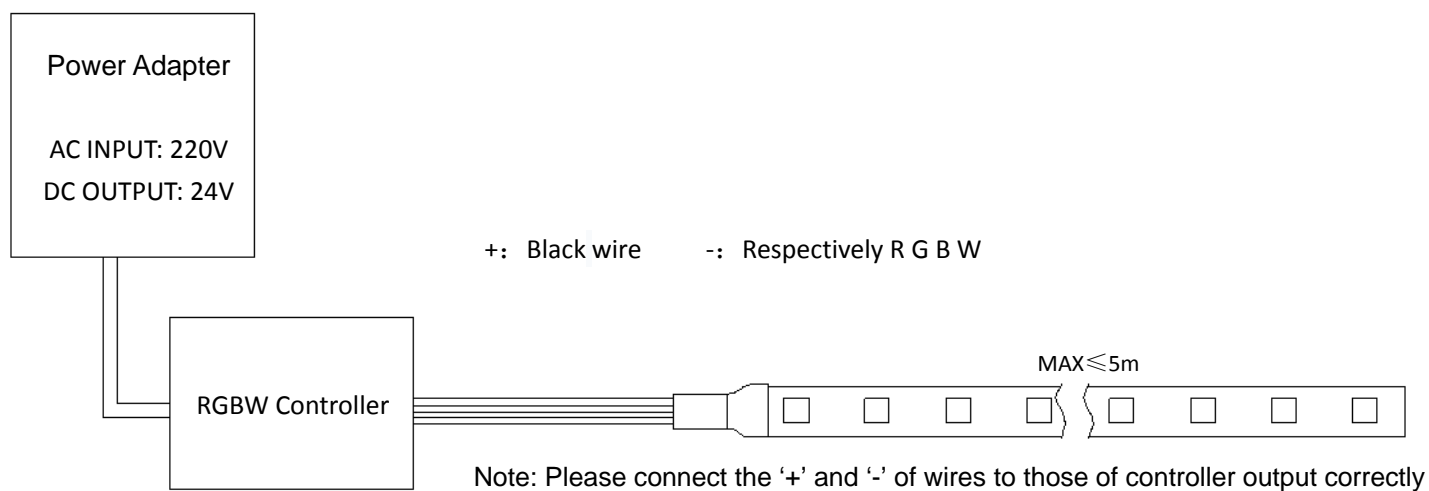 Power Adapter
AC INPUT: 220V
DC OUTPUT: 24V
+：Black wire -：Respectively R G B W
RGBW Controller
MAX≤5m
Note: Please connect the ‘+’ and ‘-’ of wires to those of controller output correctly